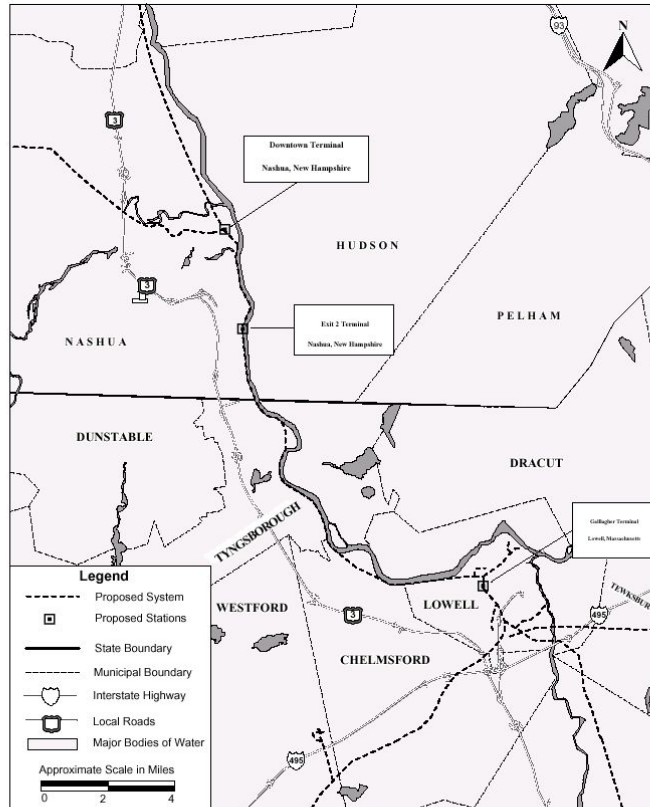 93
N
3
Downtown Terminal
Nashua, New Hampshire
HUDSON
3
Exit 2 Terminal
Nashua, New Hampshire
PELHAM
NASHUA
DUNSTABLE
DRACUT
TYNGSBOROUGH
Gallagher Terminal
Lowell, Massachusetts
TEWKSBURY
WESTFORD
LOWELL
3
495
CHELMSFORD
495
Legend
Proposed System
Proposed Stations
State Boundary
Municipal Boundary
Interstate Highway
Local Roads
Major Bodies of Water
Approximate Scale in Miles
0 2 4